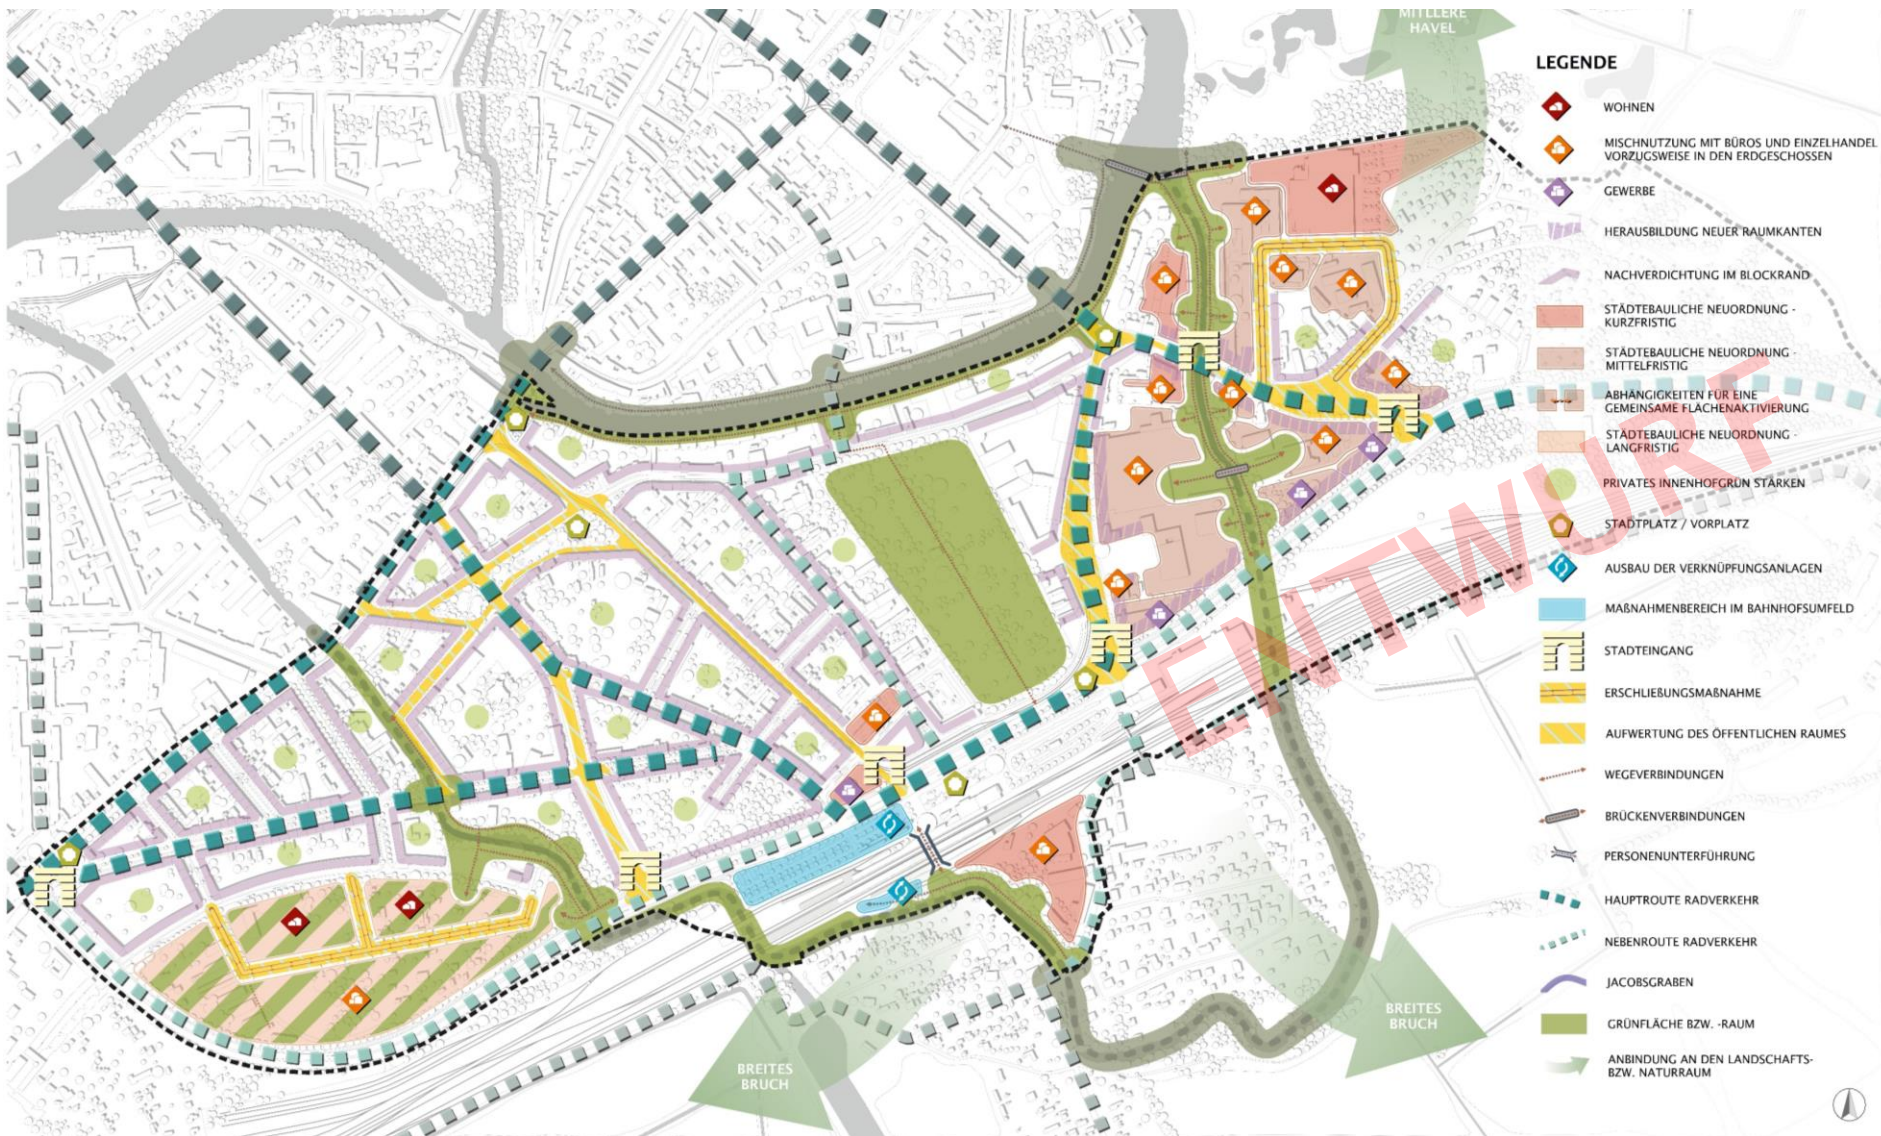 MITLLERE
HAVEL
LEGENDE
WOHNEN
MISCHNUTZUNG MIT BÜROS UND EINZELHANDEL
VORZUGSWEISE IN DEN ERDGESCHOSSEN
GEWERBE
HERAUSBILDUNG NEUER RAUMKANTEN
NACHVERDICHTUNG IM BLOCKRAND
STÄDTEBAULICHE NEUORDNUNG -
KURZFRISTIG
STÄDTEBAULICHE NEUORDNUNG -
MITTELFRISTIG
ABHÄNGIGKEITEN FÜR EINE
GEMEINSAME FLÄCHENAKTIVIERUNG
STÄDTEBAULICHE NEUORDNUNG -
LANGFRISTIG
PRIVATES INNENHOFGRÜN STÄRKEN
STADTPLATZ / VORPLATZ
AUSBAU DER VERKNÜPFUNGSANLAGEN
MAßNAHMENBEREICH IM BAHNHOFSUMFELD
STADTEINGANG
ERSCHLIEßUNGSMAßNAHME
AUFWERTUNG DES ÖFFENTLICHEN RAUMES
WEGEVERBINDUNGEN
BRÜCKENVERBINDUNGEN
PERSONENUNTERFÜHRUNG
HAUPTROUTE RADVERKEHR
NEBENROUTE RADVERKEHR
JACOBSGRABEN
GRÜNFLÄCHE BZW. -RAUM
ANBINDUNG AN DEN LANDSCHAFTS-
BZW. NATURRAUM
ENTWURF
BREITES
BRUCH
BREITES
BRUCH